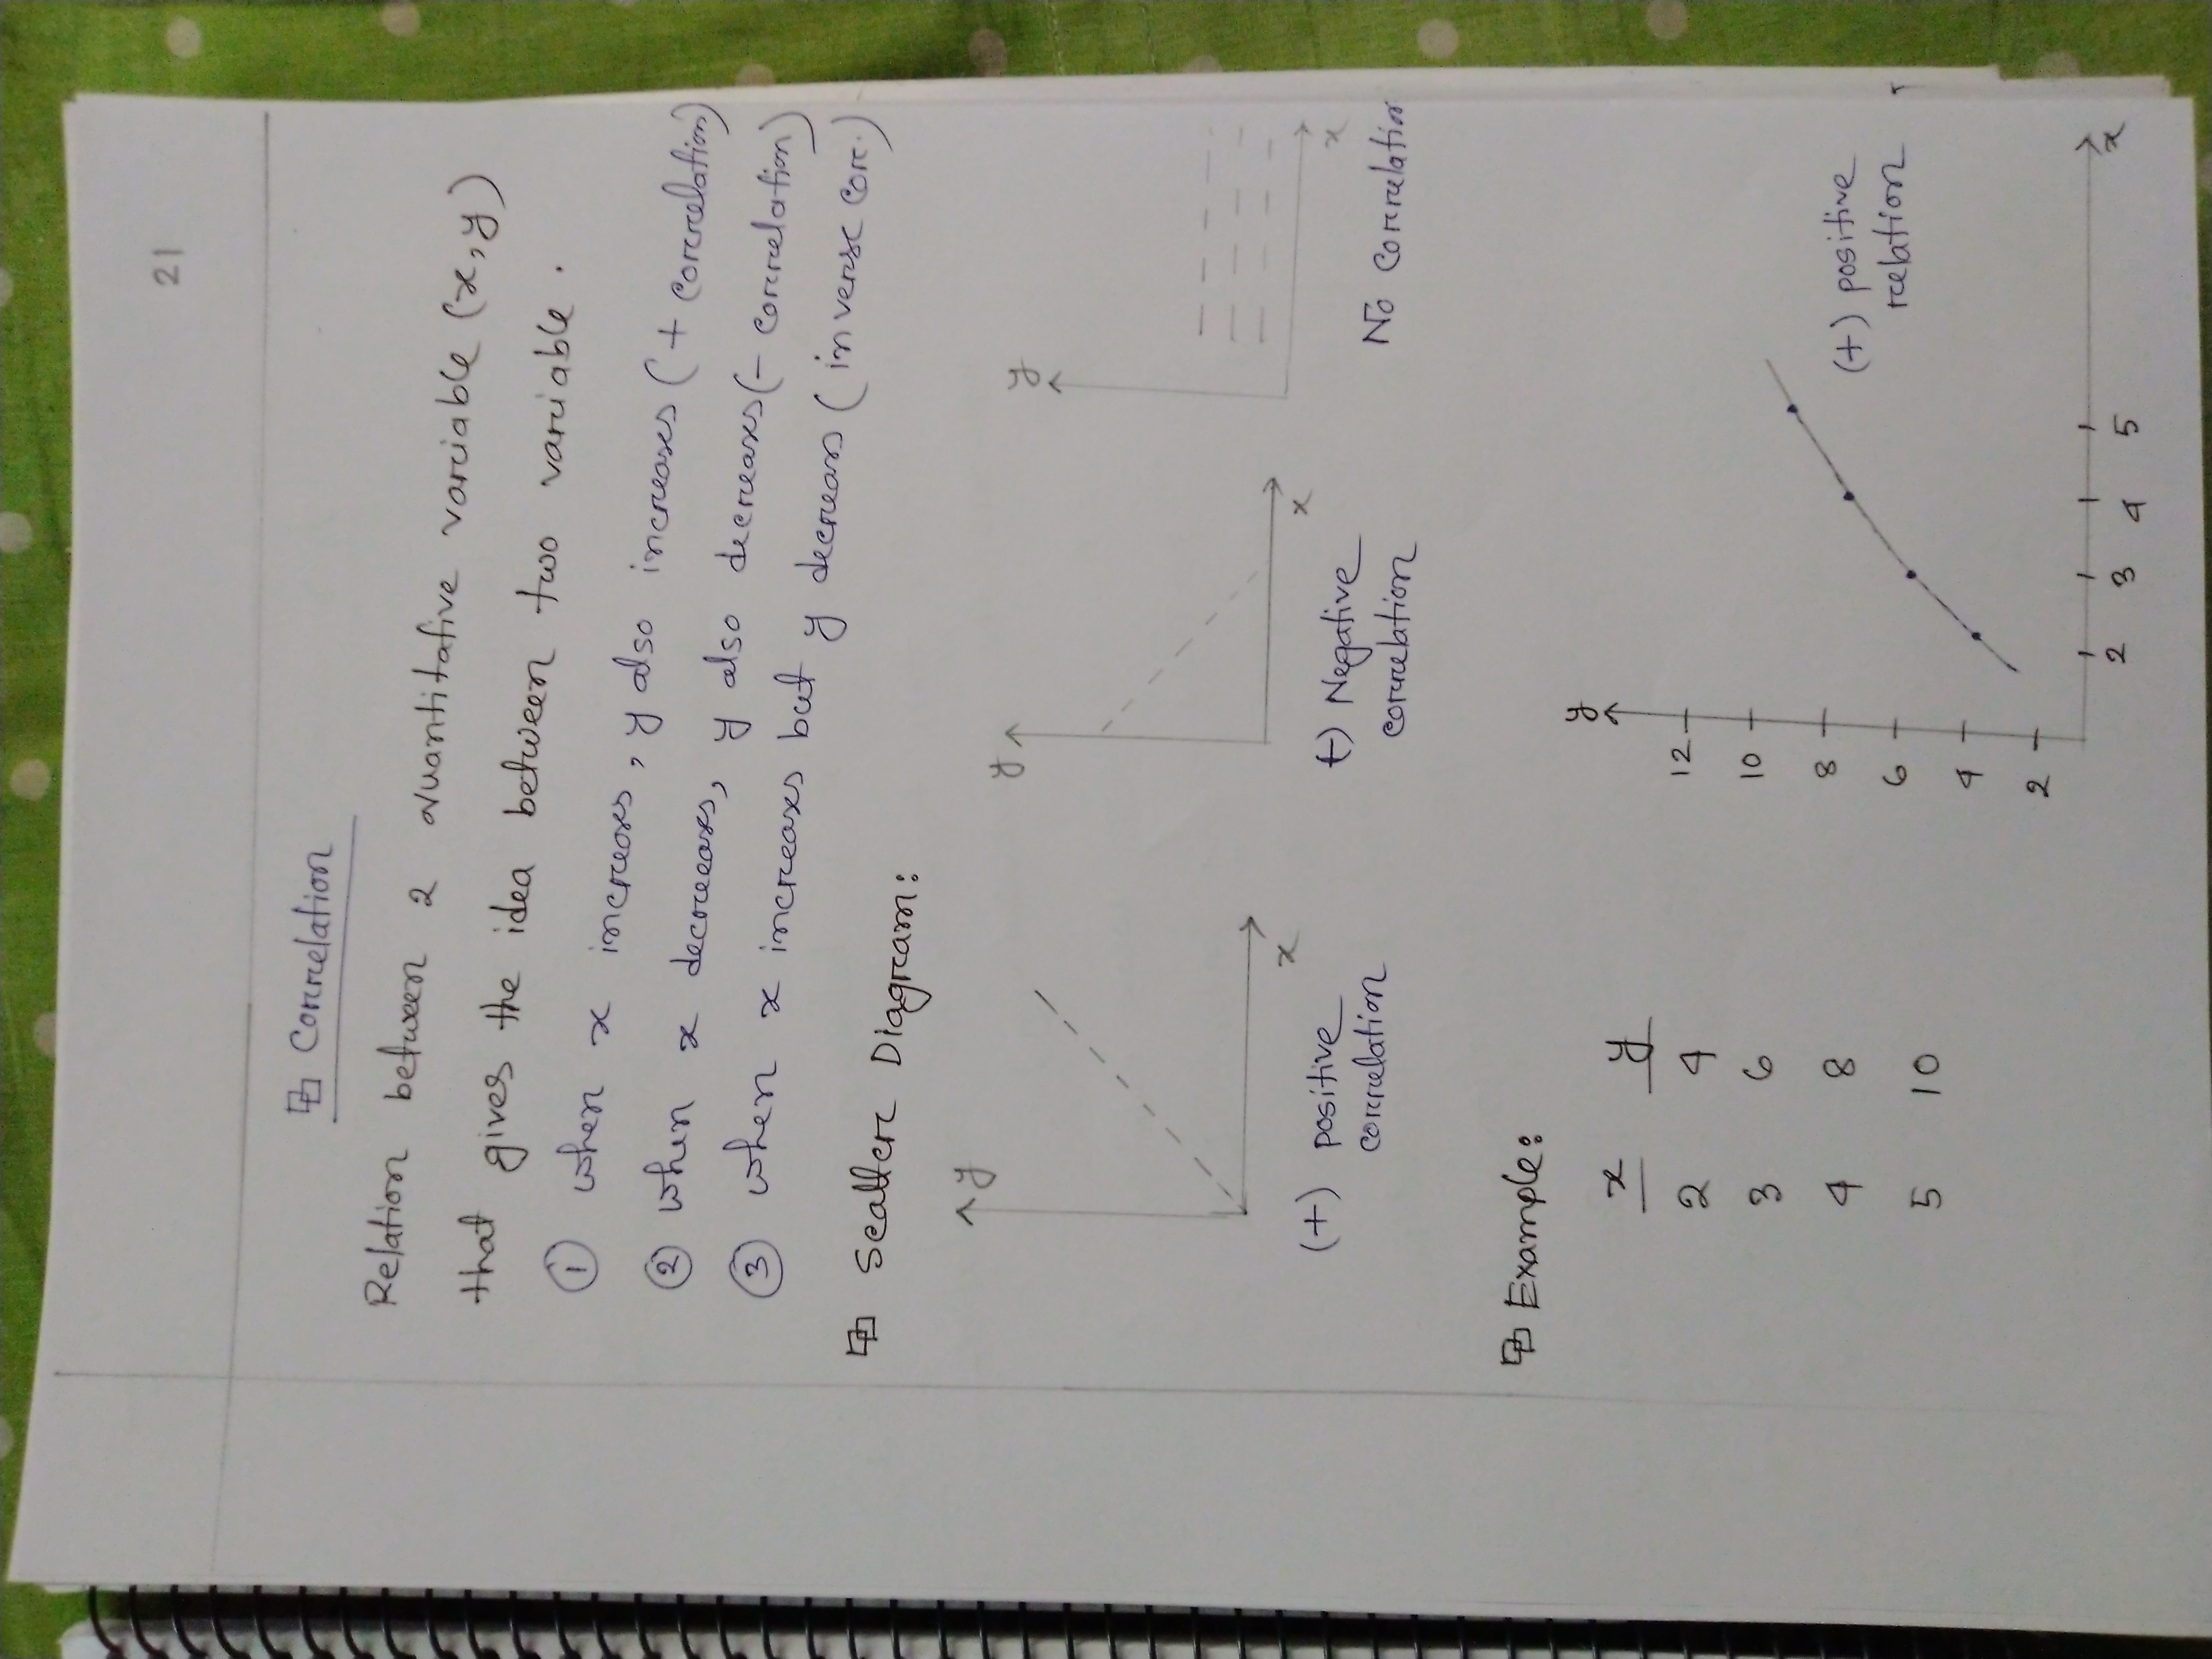 21
Correlation
Relation between 2 quantitative variable (x,y)
that gives the idea between two variable.
① when x increases, y also increases (+ correlation)
② when x decreases, y also decreases (- correlation)
③ when x increases but y decreases (inverse corr.)
Scatter Diagram:
y
x
(+) positive
correlation
y
x
(-) Negative
correlation
y
x
No Correlation
Example:
x y
2 4
3 6
4 8
5 10
y
12
10
8
6
4
2
2 3 4 5 x
(+) positive
relation